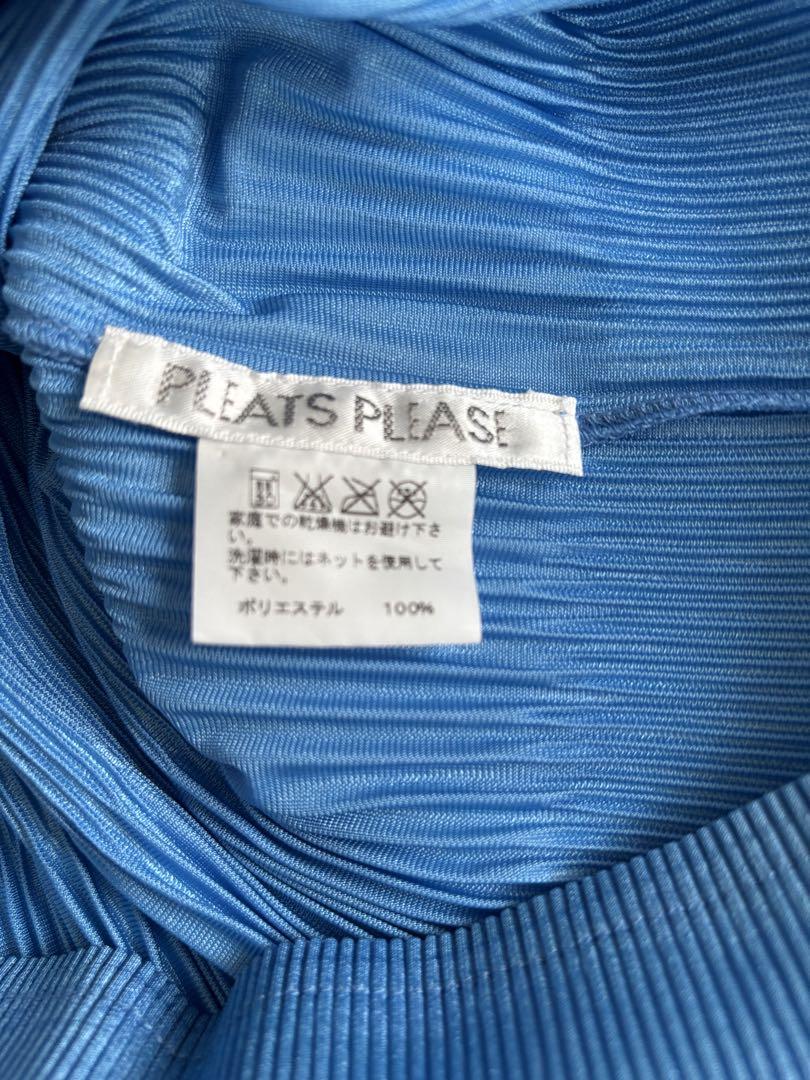 PLEATS PLEASE
家庭での乾燥機はお避け下さ
い。
洗濯時にはネットを使用して
下さい。
ポリエステル 100%